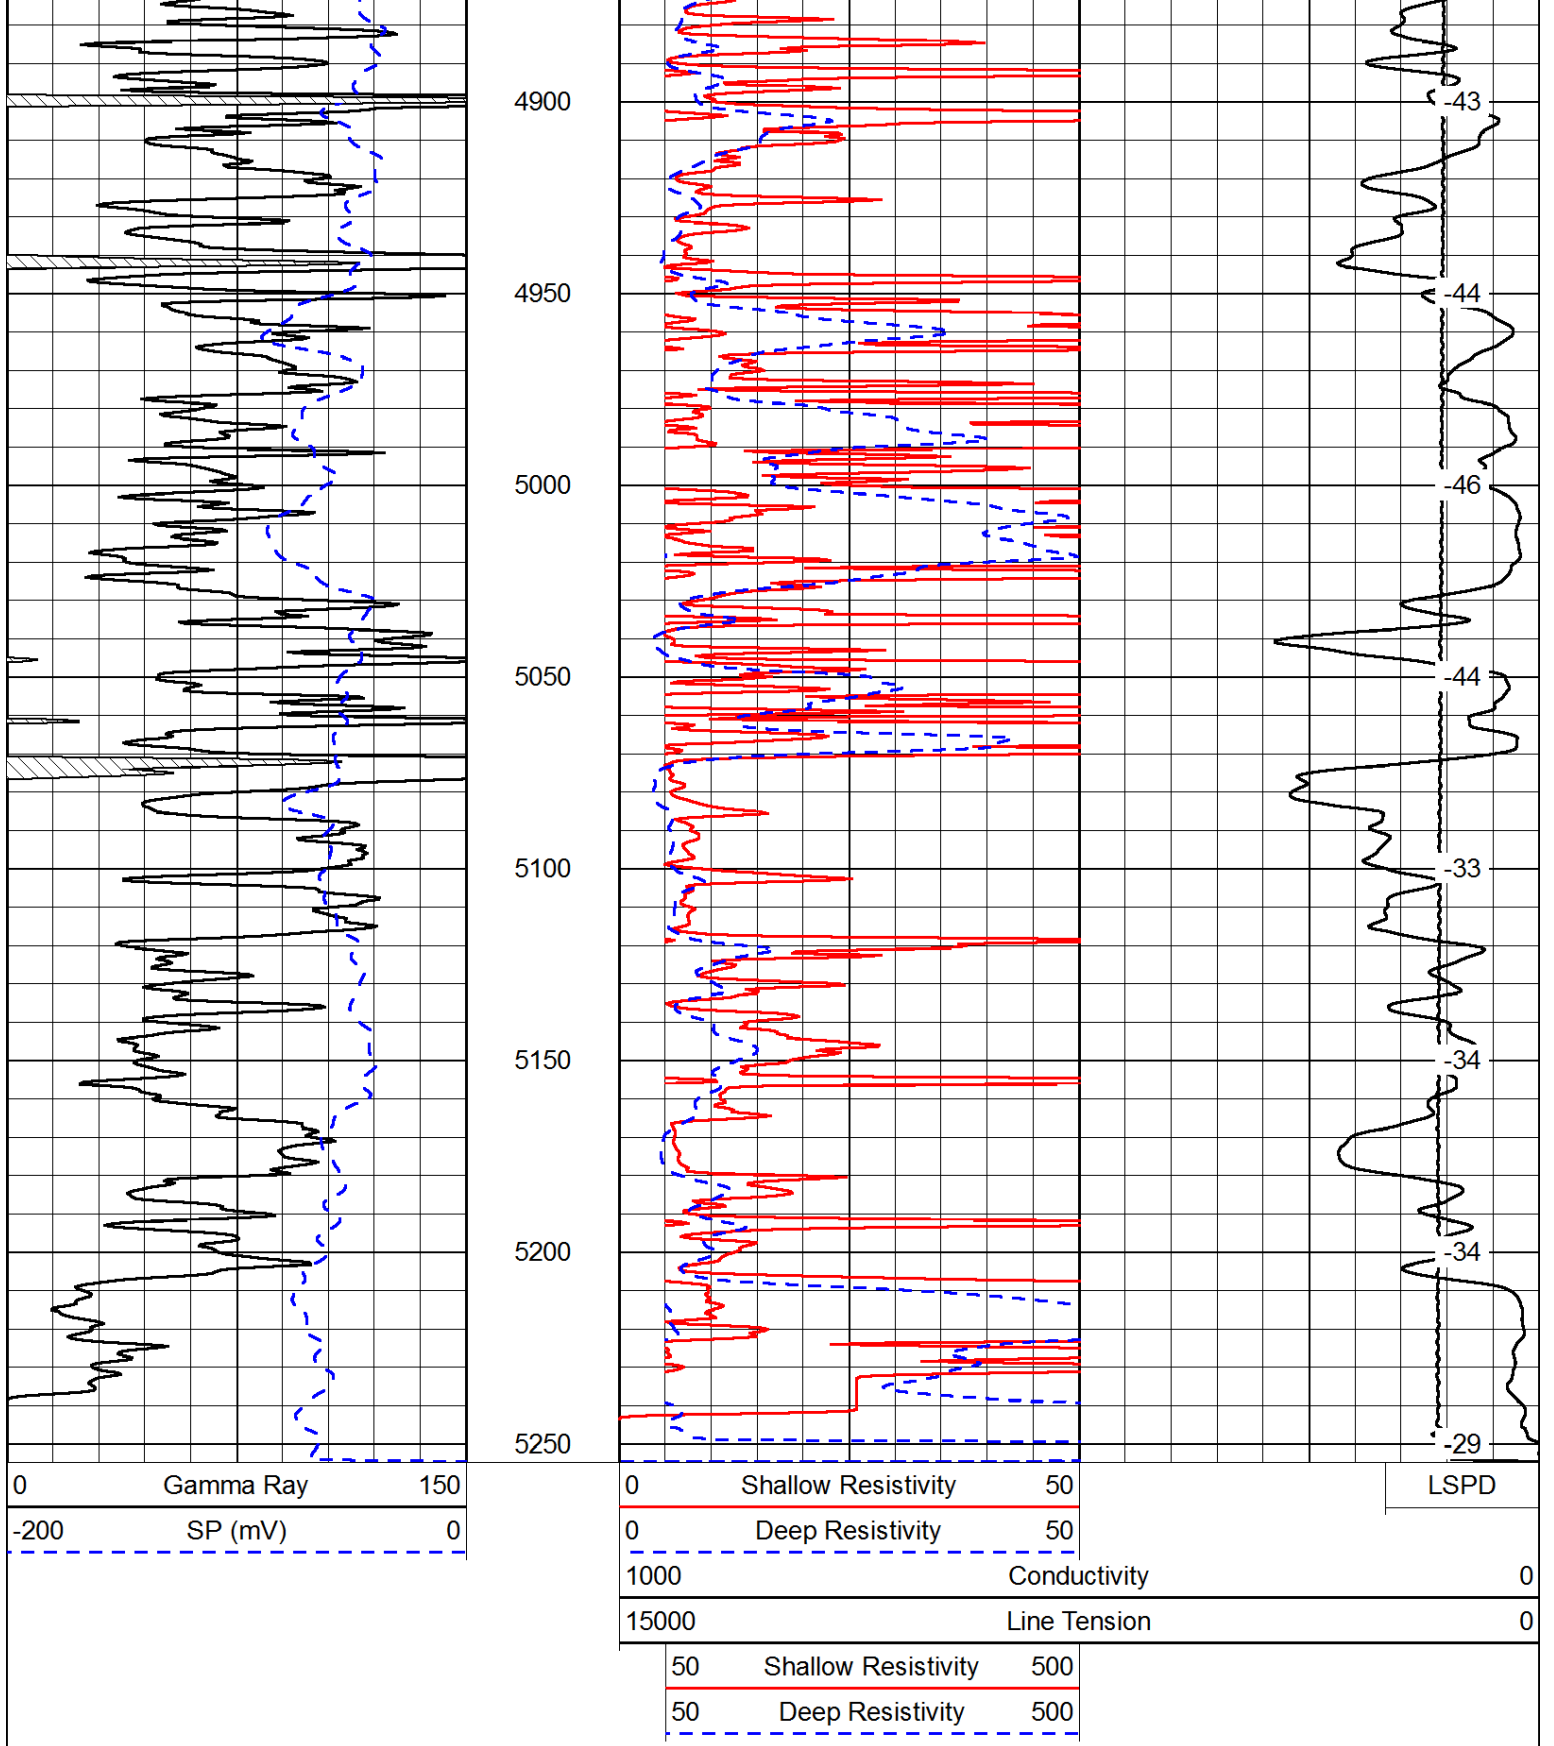 4900 -43
4950 -44
5000 -46
5050 -44
5100 -33
5150 -34
5200 -34
5250 -29
0 Gamma Ray 150 0 Shallow Resistivity 50 LSPD
-200 SP (mV) 0 0 Deep Resistivity 50
1000 Conductivity 0
15000 Line Tension 0
50 Shallow Resistivity 500
50 Deep Resistivity 500